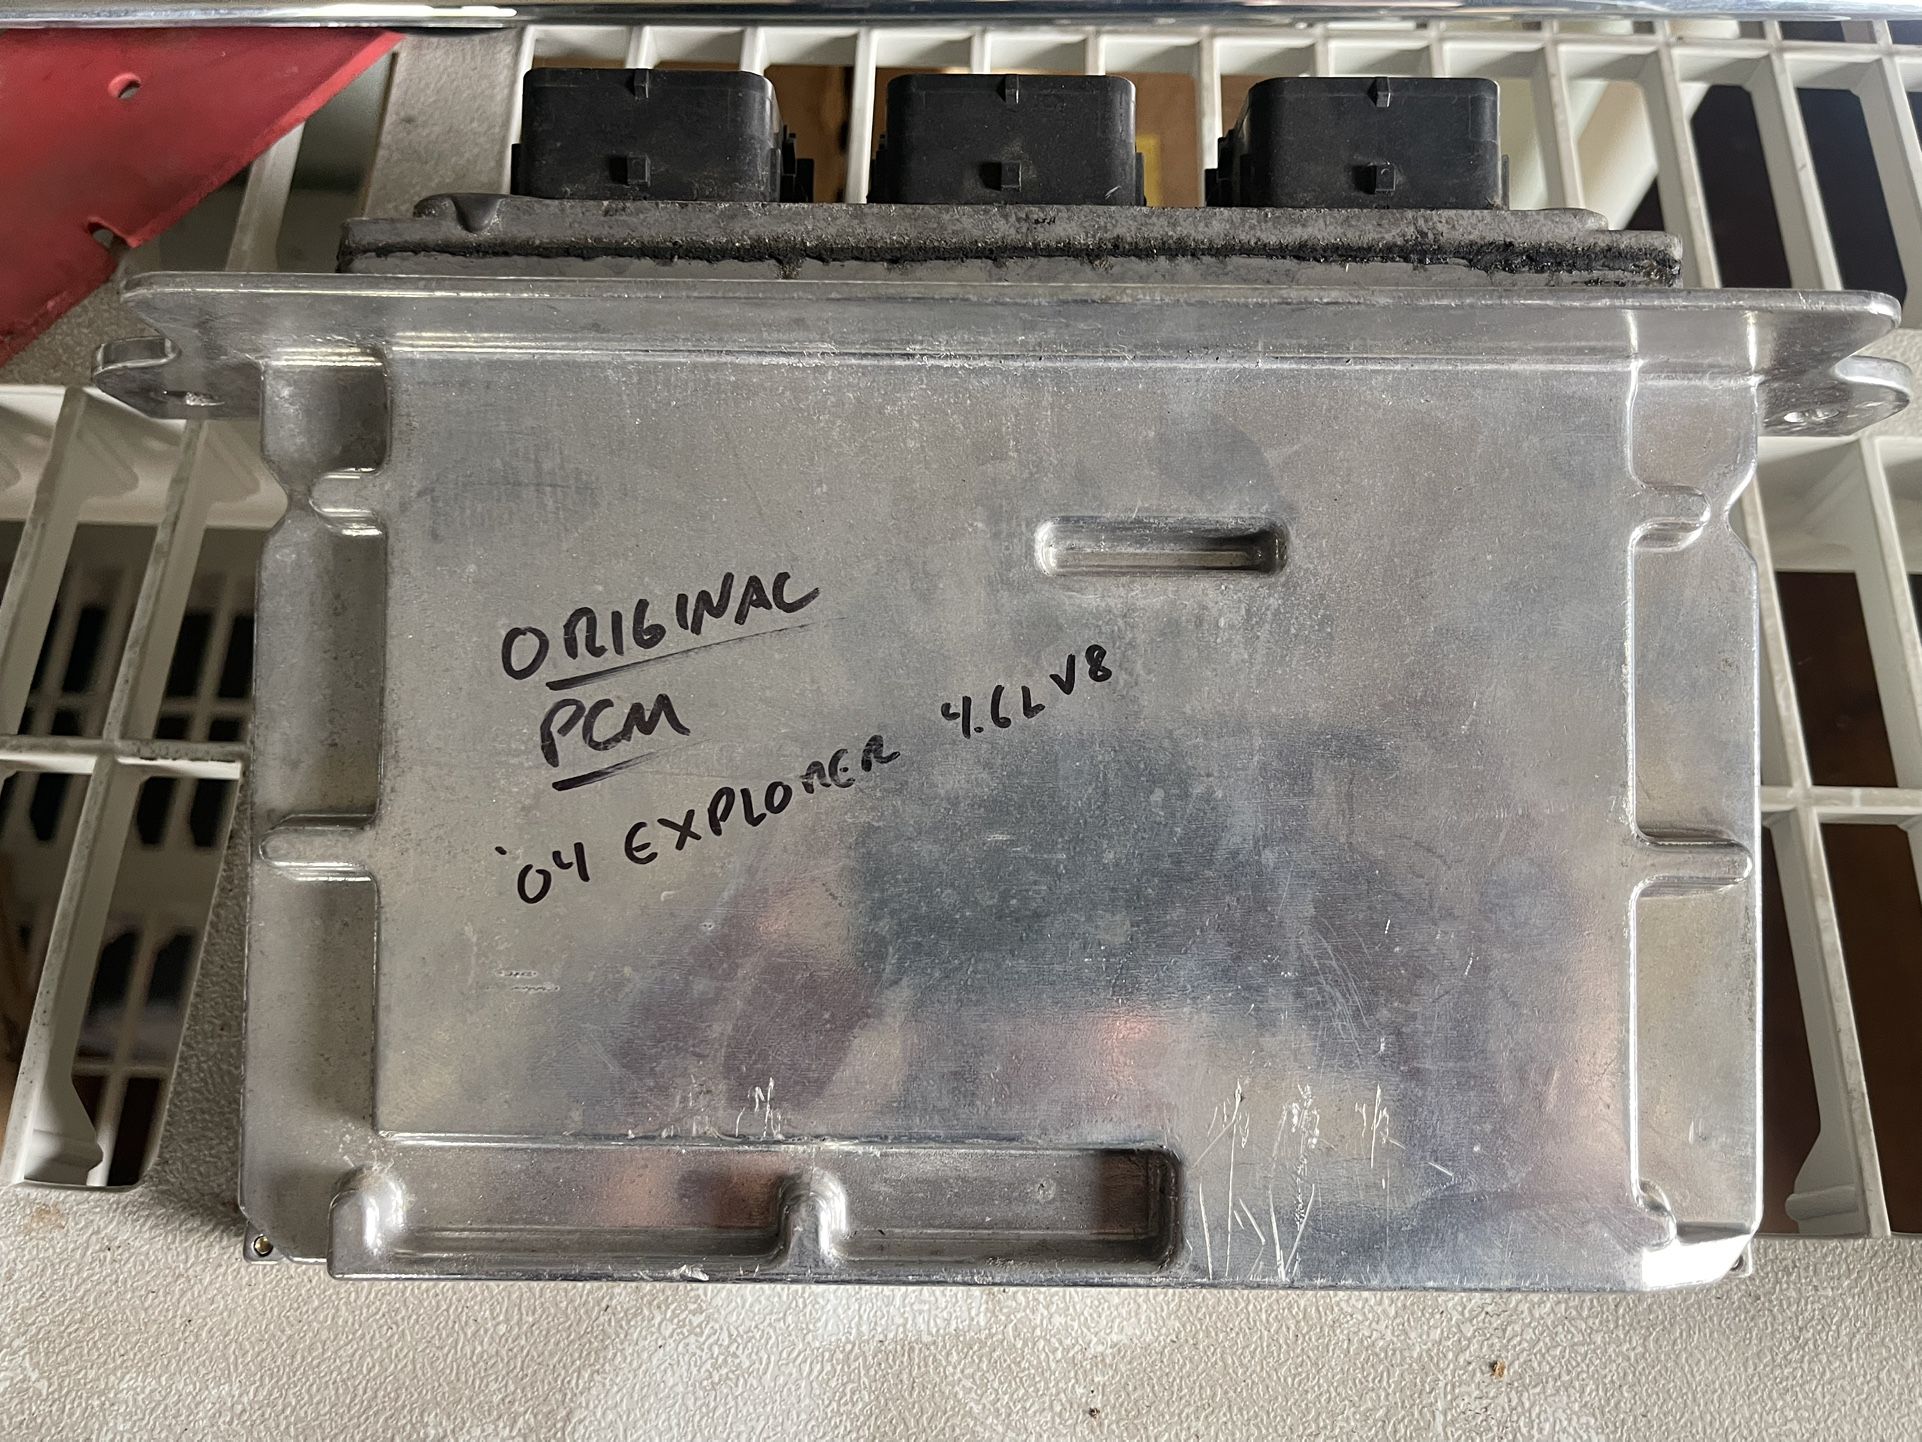 ORIGINAL
PCM
'04 EXPLORER 4.6L V8